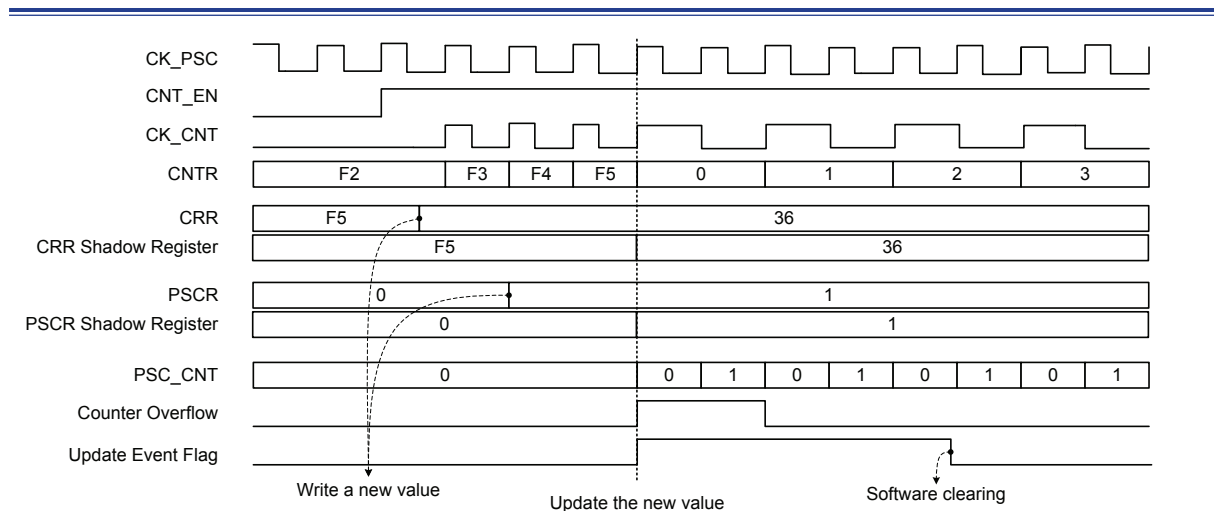 CK_PSC
CNT_EN
CK_CNT
CNTR F2 F3 F4 F5 0 1 2 3
CRR F5 36
CRR Shadow Register F5 36
PSCR 0 1
PSCR Shadow Register 0 1
PSC_CNT 0 0 1 0 1 0 1 0 1
Counter Overflow
Update Event Flag
Write a new value Update the new value Software clearing